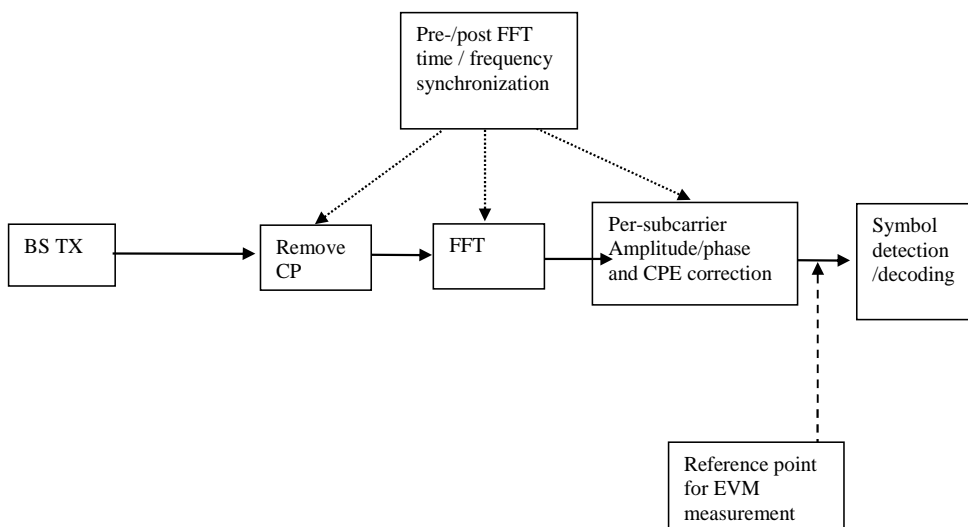 Pre-/post FFT
time / frequency
synchronization
BS TX
Remove
CP
FFT
Per-subcarrier
Amplitude/phase
and CPE correction
Symbol
detection
/decoding
Reference point
for EVM
measurement